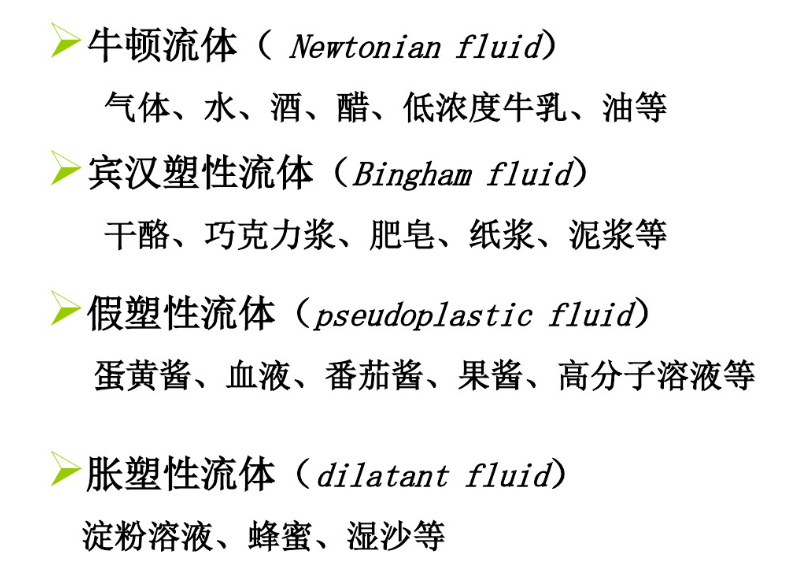 牛顿流体（ Newtonian fluid）
气体、水、酒、醋、低浓度牛乳、油等
宾汉塑性流体（Bingham fluid）
干酪、巧克力浆、肥皂、纸浆、泥浆等
假塑性流体（pseudoplastic fluid）
蛋黄酱、血液、番茄酱、果酱、高分子溶液等
胀塑性流体（dilatant fluid）
淀粉溶液、蜂蜜、湿沙等